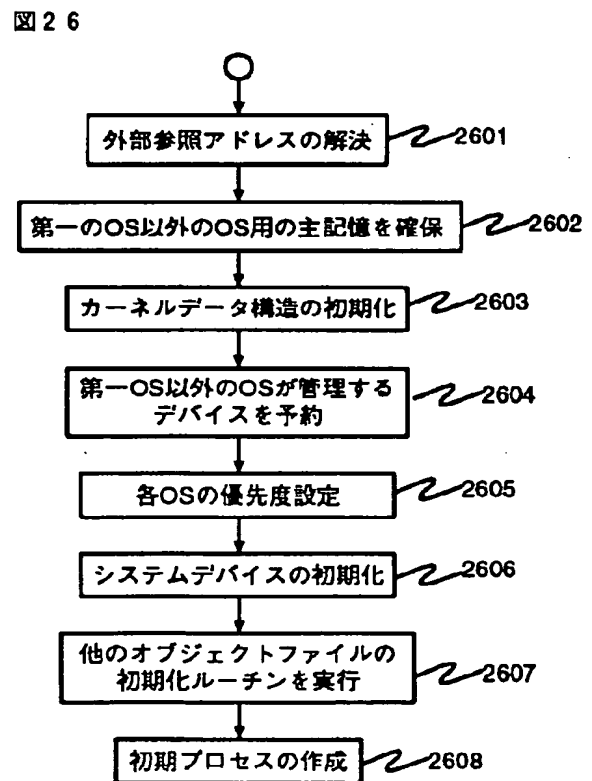 図26
外部参照アドレスの解決
2601
第一のOS以外のOS用の主記憶を確保
2602
カーネルデータ構造の初期化
2603
第一OS以外のOSが管理する
デバイスを予約
2604
各OSの優先度設定
2605
システムデバイスの初期化
2606
他のオブジェクトファイルの
初期化ルーチンを実行
2607
初期プロセスの作成
2608